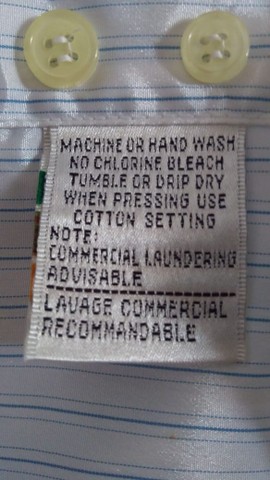 MACHINE OR HAND WASH
NO CHLORINE BLEACH
TUMBLE OR DRIP DRY
WHEN PRESSING USE
COTTON SETTING
NOTE:
COMMERCIAL LAUNDERING
ADVISABLE
LAVAGE COMMERCIAL
RECOMMANDABLE